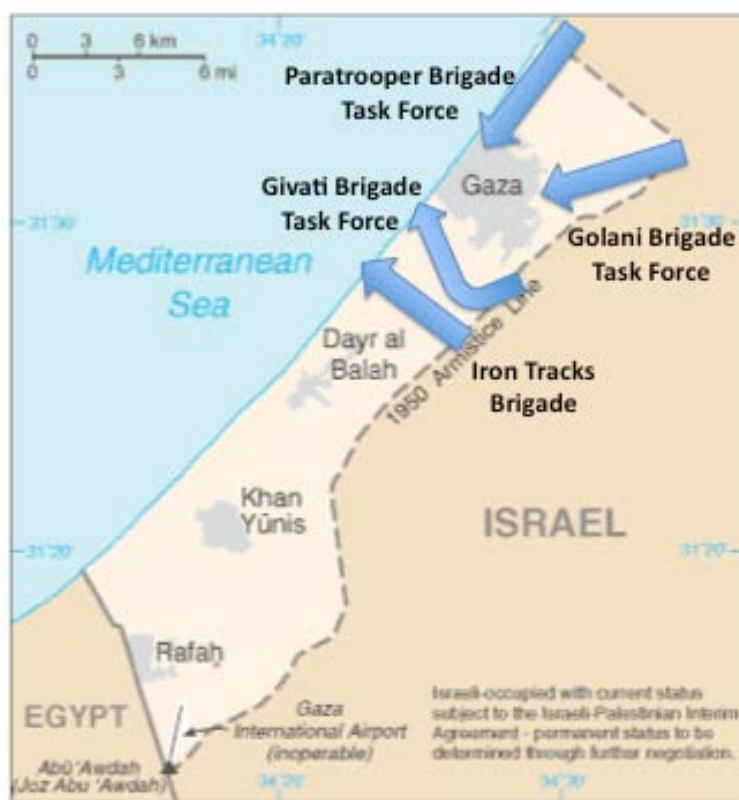 0 3 6 km
0 3 6 mi
34°20'
Paratrooper Brigade
Task Force
Givati Brigade
Task Force
Gaza
31°30'
31°30'
Golani Brigade
Task Force
Mediterranean
Sea
Dayr al
Balah
1950 Armistice Line
Iron Tracks
Brigade
Khan
Yūnis
ISRAEL
31°20'
31°20'
Rafaḩ
EGYPT
Gaza
International Airport
(inoperable)
Abū 'Awdah
(Joz Abu 'Awdah)
Israeli-occupied with current status
subject to the Israeli-Palestinian Interim
Agreement - permanent status to be
determined through further negotiation.
34°20'